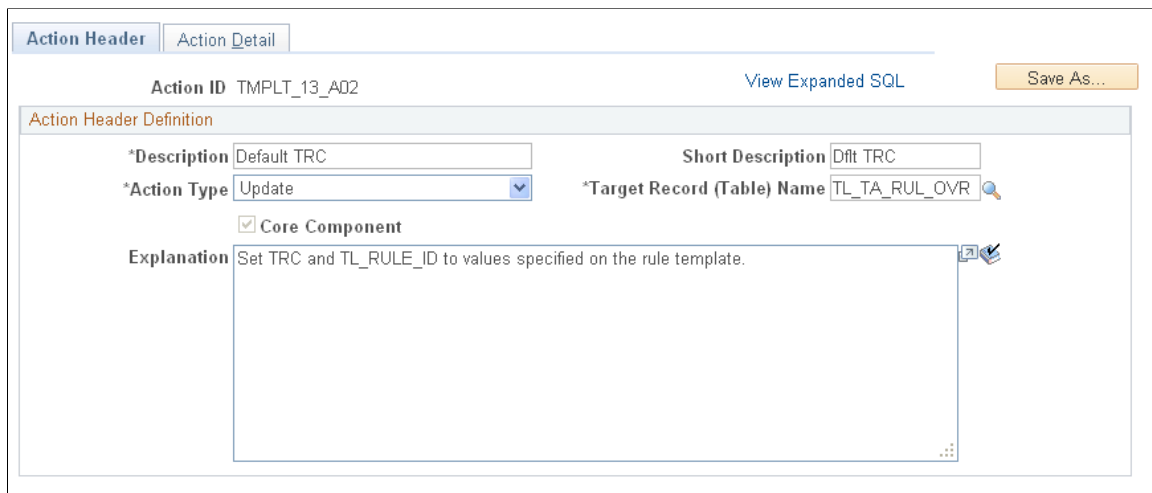 Action Header Action Detail
Action ID TMPLT_13_A02 View Expanded SQL Save As...
Action Header Definition
*Description Default TRC Short Description Dflt TRC
*Action Type Update *Target Record (Table) Name TL_TA_RUL_OVR
Core Component
Explanation Set TRC and TL_RULE_ID to values specified on the rule template.